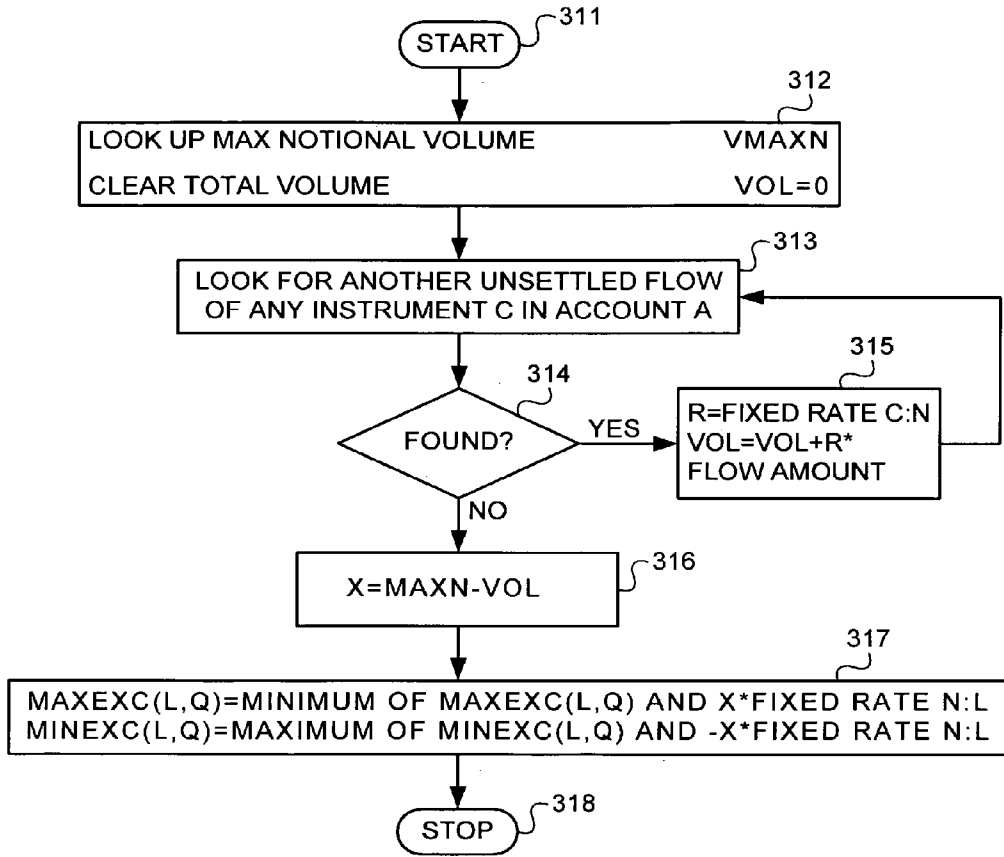 START
311
312
LOOK UP MAX NOTIONAL VOLUME VMAXN
CLEAR TOTAL VOLUME VOL=0
313
LOOK FOR ANOTHER UNSETTLED FLOW
OF ANY INSTRUMENT C IN ACCOUNT A
314
FOUND?
YES
315
R=FIXED RATE C:N
VOL=VOL+R*
FLOW AMOUNT
NO
X=MAXN-VOL
316
317
MAXEXC(L,Q)=MINIMUM OF MAXEXC(L,Q) AND X*FIXED RATE N:L
MINEXC(L,Q)=MAXIMUM OF MINEXC(L,Q) AND -X*FIXED RATE N:L
STOP
318